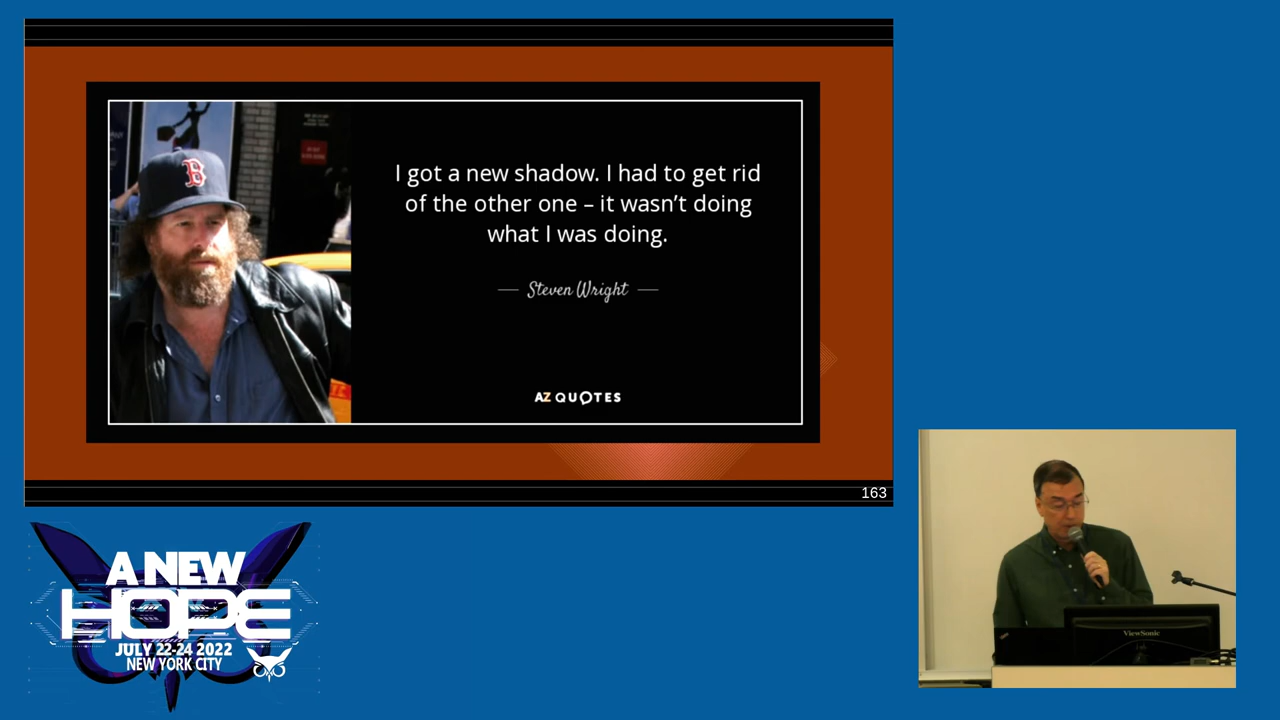 B
I got a new shadow. I had to get rid
of the other one – it wasn't doing
what I was doing.
Steven Wright
AZ QUOTES
163
A NEW
HOPE
JULY 22-24 2022
NEW YORK CITY
ViewSonic